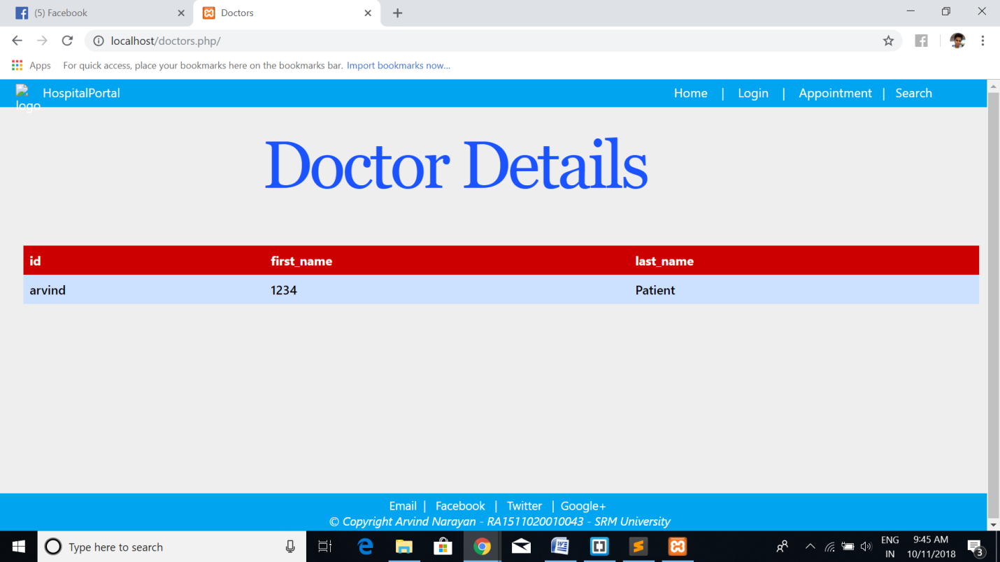 (5) Facebook
Doctors
localhost/doctors.php/
Apps For quick access, place your bookmarks here on the bookmarks bar. Import bookmarks now...
logo
HospitalPortal
Home | Login | Appointment | Search
Doctor Details
id first_name last_name
arvind 1234 Patient
Email | Facebook | Twitter | Google+
© Copyright Arvind Narayan - RA1511020010043 - SRM University
Type here to search
ENG
IN
9:45 AM
10/11/2018
3